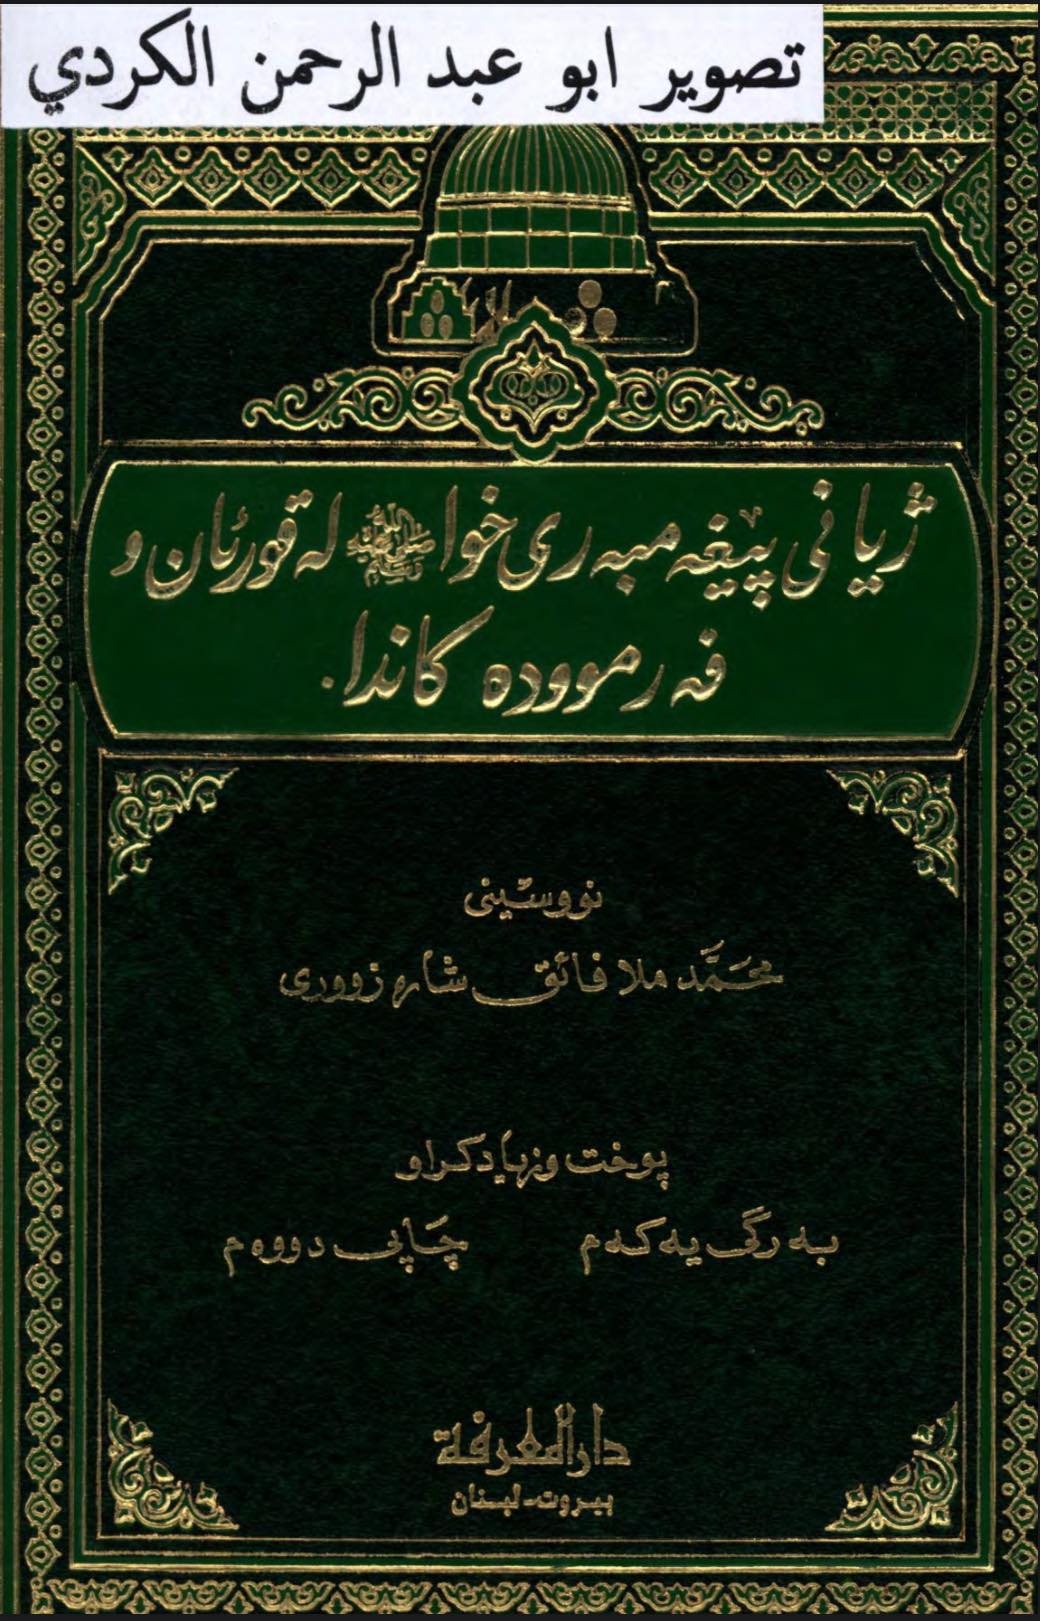 تصوير ابو عبد الرحمن الكردي
ژیانی پێغەمبەری خوا ﷺ لە قورئان و
فەرموودەکاندا.
نووسینی
محمَّد ملا فائق شارەزووری
پوخت وزیادکراو
بەرگی یەکەم چاپی دووەم
دار المعرفة
بيروت-لبنان